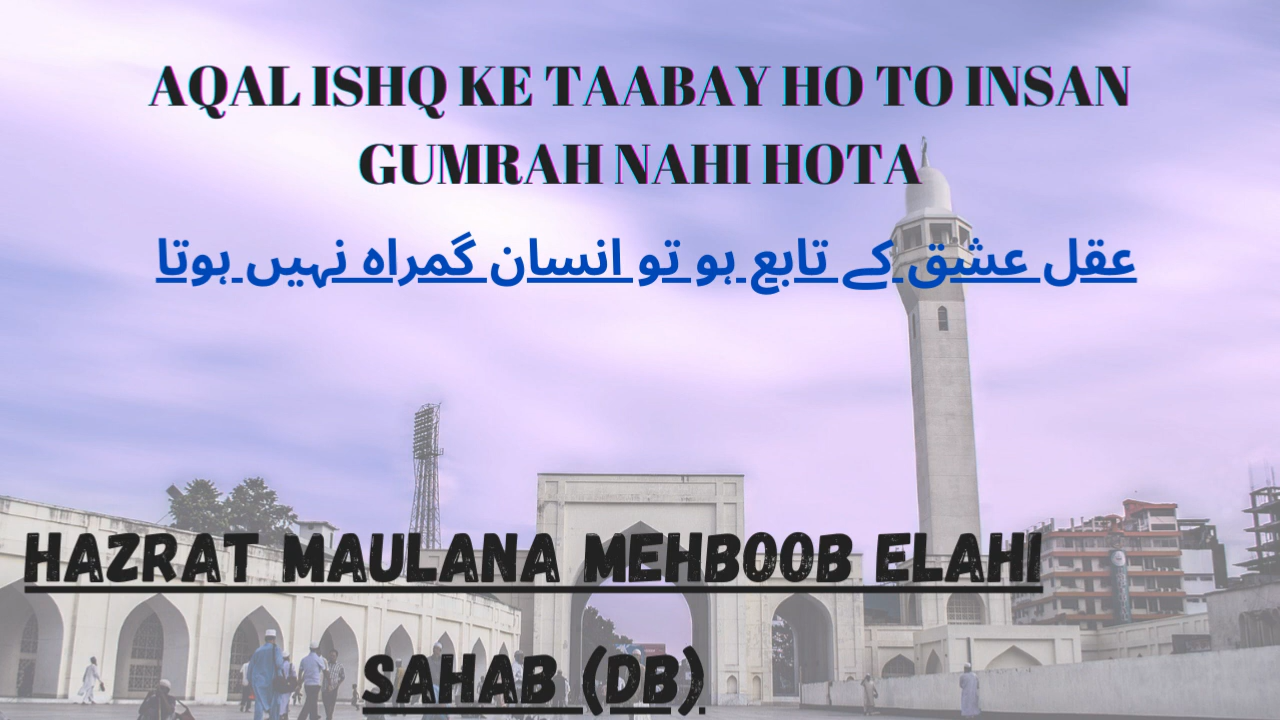 AQAL ISHQ KE TAABAY HO TO INSAN
GUMRAH NAHI HOTA
عقل عشق کے تابع ہو تو انسان گمراہ نہیں ہوتا
HAZRAT MAULANA MEHBOOB ELAHI
SAHAB (DB).